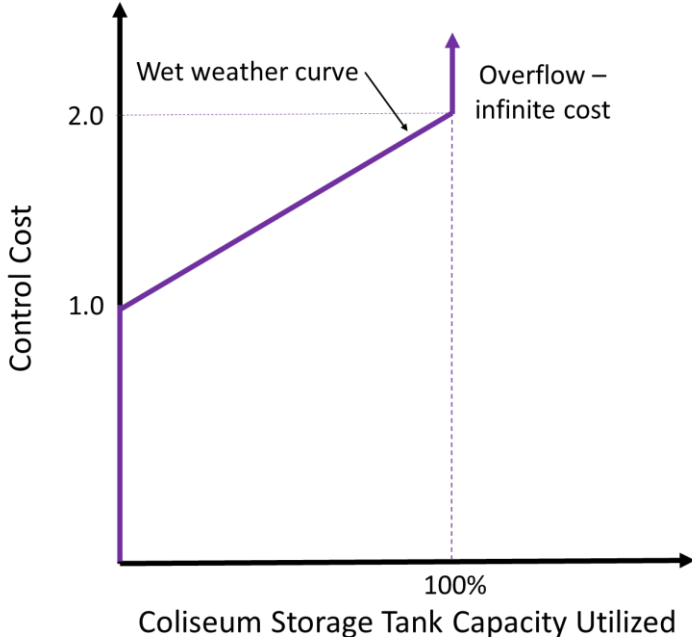 2.0
Wet weather curve
Overflow –
infinite cost
Control Cost
1.0
100%
Coliseum Storage Tank Capacity Utilized